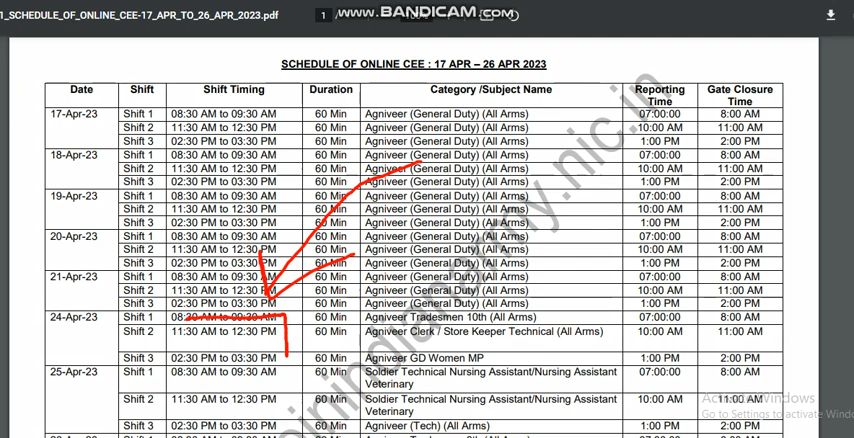 1_SCHEDULE_OF_ONLINE_CEE-17_APR_TO_26_APR_2023.pdf 1 www.BANDICAM.COM
SCHEDULE OF ONLINE CEE : 17 APR – 26 APR 2023
Date Shift Shift Timing Duration Category /Subject Name Reporting Time Gate Closure Time
17-Apr-23 Shift 1 08:30 AM to 09:30 AM 60 Min Agniveer (General Duty) (All Arms) 07:00:00 8:00 AM
Shift 2 11:30 AM to 12:30 PM 60 Min Agniveer (General Duty) (All Arms) 10:00 AM 11:00 AM
Shift 3 02:30 PM to 03:30 PM 60 Min Agniveer (General Duty) (All Arms) 1:00 PM 2:00 PM
18-Apr-23 Shift 1 08:30 AM to 09:30 AM 60 Min Agniveer (General Duty) (All Arms) 07:00:00 8:00 AM
Shift 2 11:30 AM to 12:30 PM 60 Min Agniveer (General Duty) (All Arms) 10:00 AM 11:00 AM
Shift 3 02:30 PM to 03:30 PM 60 Min Agniveer (General Duty) (All Arms) 1:00 PM 2:00 PM
19-Apr-23 Shift 1 08:30 AM to 09:30 AM 60 Min Agniveer (General Duty) (All Arms) 07:00:00 8:00 AM
Shift 2 11:30 AM to 12:30 PM 60 Min Agniveer (General Duty) (All Arms) 10:00 AM 11:00 AM
Shift 3 02:30 PM to 03:30 PM 60 Min Agniveer (General Duty) (All Arms) 1:00 PM 2:00 PM
20-Apr-23 Shift 1 08:30 AM to 09:30 AM 60 Min Agniveer (General Duty) (All Arms) 07:00:00 8:00 AM
Shift 2 11:30 AM to 12:30 PM 60 Min Agniveer (General Duty) (All Arms) 10:00 AM 11:00 AM
Shift 3 02:30 PM to 03:30 PM 60 Min Agniveer (General Duty) (All Arms) 1:00 PM 2:00 PM
21-Apr-23 Shift 1 08:30 AM to 09:30 AM 60 Min Agniveer (General Duty) (All Arms) 07:00:00 8:00 AM
Shift 2 11:30 AM to 12:30 PM 60 Min Agniveer (General Duty) (All Arms) 10:00 AM 11:00 AM
Shift 3 02:30 PM to 03:30 PM 60 Min Agniveer (General Duty) (All Arms) 1:00 PM 2:00 PM
24-Apr-23 Shift 1 08:30 AM to 09:30 AM 60 Min Agniveer Tradesmen 10th (All Arms) 07:00:00 8:00 AM
Shift 2 11:30 AM to 12:30 PM 60 Min Agniveer Clerk / Store Keeper Technical (All Arms) 10:00 AM 11:00 AM
Shift 3 02:30 PM to 03:30 PM 60 Min Agniveer GD Women MP 1:00 PM 2:00 PM
25-Apr-23 Shift 1 08:30 AM to 09:30 AM 60 Min Soldier Technical Nursing Assistant/Nursing Assistant Veterinary 07:00:00 8:00 AM
Shift 2 11:30 AM to 12:30 PM 60 Min Soldier Technical Nursing Assistant/Nursing Assistant Veterinary 10:00 AM 11:00 AM
Shift 3 02:30 PM to 03:30 PM 60 Min Agniveer (Tech) (All Arms) 1:00 PM 2:00 PM
joinindianarmy.nic.in
Activate Windows
Go to Settings to activate Windo